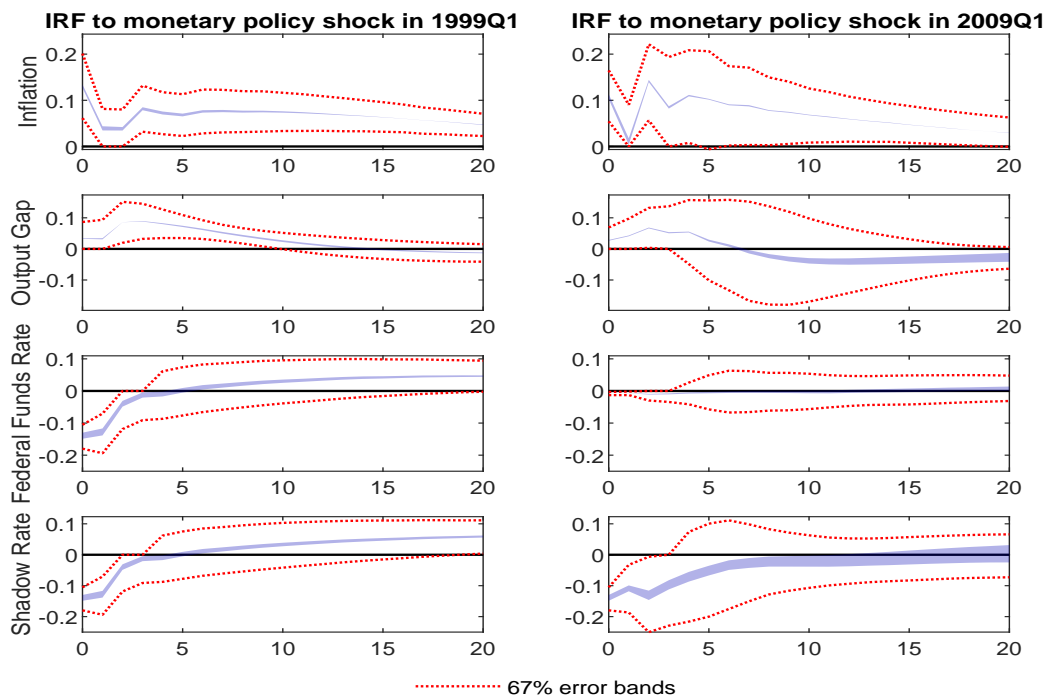 IRF to monetary policy shock in 1999Q1
IRF to monetary policy shock in 2009Q1
Inflation
0.2
0.1
0
0 5 10 15 20
0.2
0.1
0
0 5 10 15 20
Output Gap
0.1
0
-0.1
0 5 10 15 20
0.1
0
-0.1
0 5 10 15 20
Federal Funds Rate
0.1
0
-0.1
-0.2
0 5 10 15 20
0.1
0
-0.1
-0.2
0 5 10 15 20
Shadow Rate
0.1
0
-0.1
-0.2
0 5 10 15 20
0.1
0
-0.1
-0.2
0 5 10 15 20
67% error bands